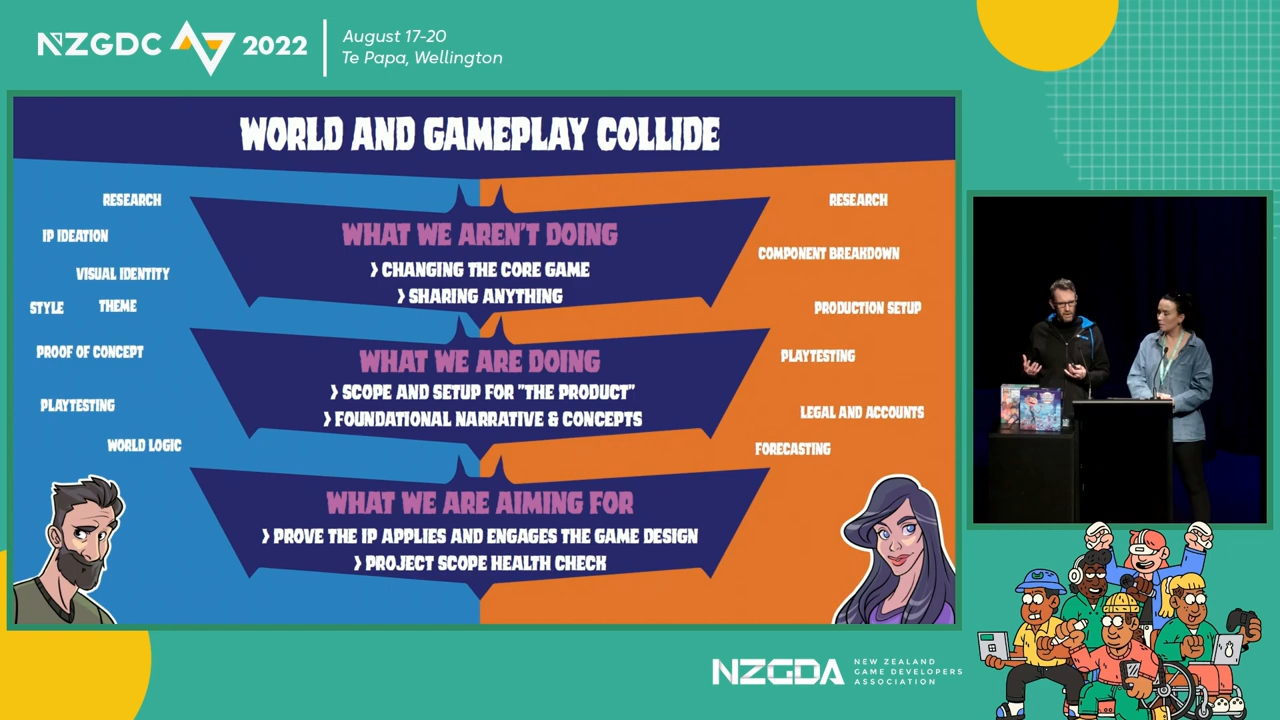 NZGDC 2022
August 17-20
Te Papa, Wellington
WORLD AND GAMEPLAY COLLIDE
RESEARCH
IP IDEATION
VISUAL IDENTITY
STYLE
THEME
PROOF OF CONCEPT
PLAYTESTING
WORLD LOGIC
WHAT WE AREN'T DOING
❯ CHANGING THE CORE GAME
❯ SHARING ANYTHING
WHAT WE ARE DOING
❯ SCOPE AND SETUP FOR "THE PRODUCT"
❯ FOUNDATIONAL NARRATIVE & CONCEPTS
WHAT WE ARE AIMING FOR
❯ PROVE THE IP APPLIES AND ENGAGES THE GAME DESIGN
❯ PROJECT SCOPE HEALTH CHECK
RESEARCH
COMPONENT BREAKDOWN
PRODUCTION SETUP
PLAYTESTING
LEGAL AND ACCOUNTS
FORECASTING
NZGDA
NEW ZEALAND
GAME DEVELOPERS
ASSOCIATION